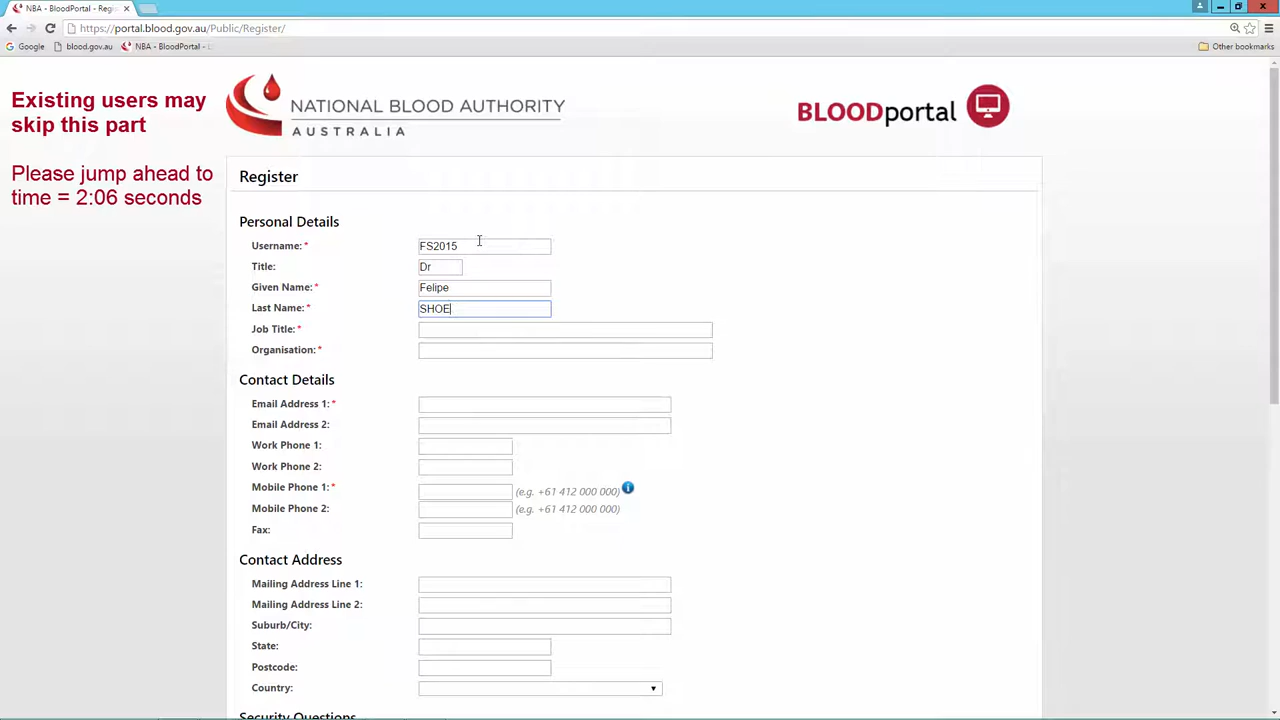 NBA - BloodPortal - Regi
https://portal.blood.gov.au/Public/Register/
Google
blood.gov.au
NBA - BloodPortal - L
Other bookmarks
Existing users may
skip this part
Please jump ahead to
time = 2:06 seconds
NATIONAL BLOOD AUTHORITY
AUSTRALIA
BLOODportal
Register
Personal Details
Username:* FS2015
Title: Dr
Given Name:* Felipe
Last Name:* SHOE
Job Title:*
Organisation:*
Contact Details
Email Address 1:*
Email Address 2:
Work Phone 1:
Work Phone 2:
Mobile Phone 1:* (e.g. +61 412 000 000)
Mobile Phone 2: (e.g. +61 412 000 000)
Fax:
Contact Address
Mailing Address Line 1:
Mailing Address Line 2:
Suburb/City:
State:
Postcode:
Country:
Security Questions